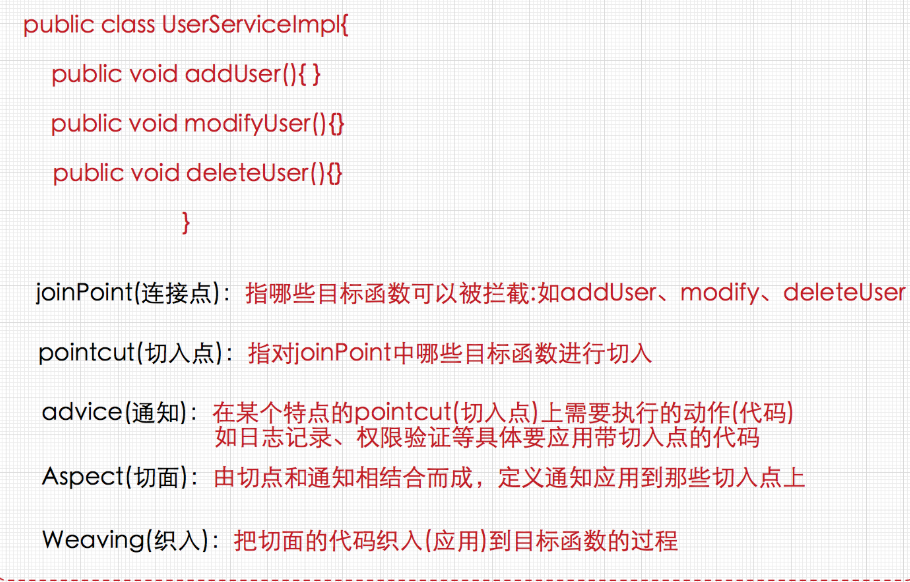 public class UserServiceImpl{
public void addUser(){ }
public void modifyUser(){}
public void deleteUser(){}
}
joinPoint(连接点)：指哪些目标函数可以被拦截:如addUser、modify、deleteUser
pointcut(切入点)：指对joinPoint中哪些目标函数进行切入
advice(通知)：在某个特点的pointcut(切入点)上需要执行的动作(代码)
如日志记录、权限验证等具体要应用带切入点的代码
Aspect(切面)：由切点和通知相结合而成，定义通知应用到那些切入点上
Weaving(织入)：把切面的代码织入(应用)到目标函数的过程